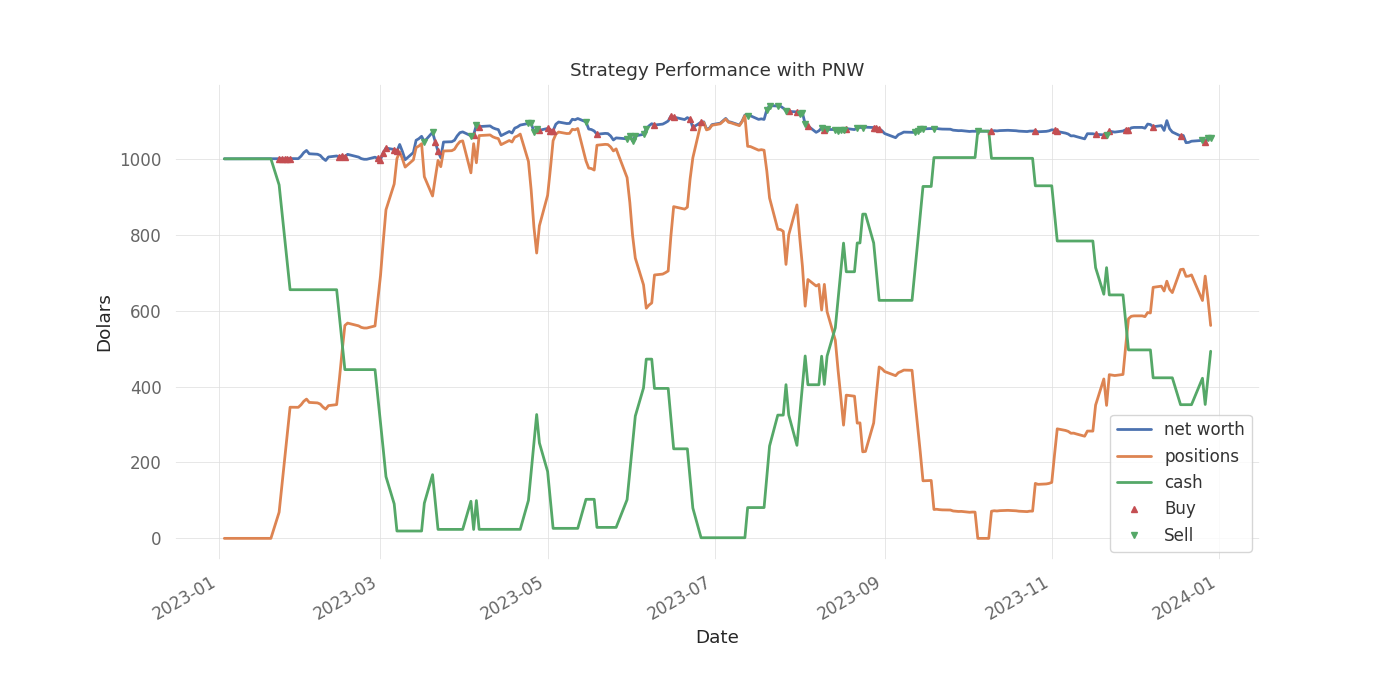 Strategy Performance with PNW
Dolars
1000
800
600
400
200
0
net worth
positions
cash
Buy
Sell
2023-01
2023-03
2023-05
2023-07
2023-09
2023-11
2024-01
Date